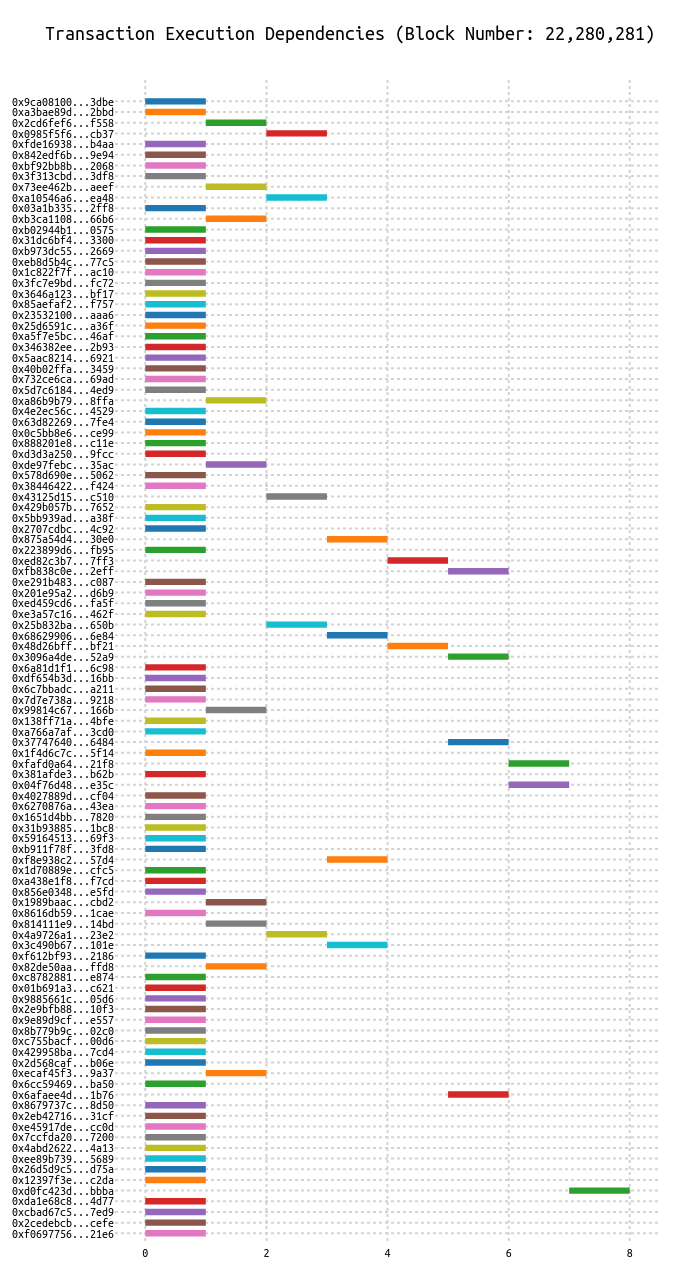 Transaction Execution Dependencies (Block Number: 22,280,281)
0x9ca08100...3dbe
0xa3bae89d...2bbd
0x2cd6fef6...f558
0x0985f5f6...cb37
0xfde16938...b4aa
0x842edf6b...9e94
0xbf92bb8b...2068
0x3f313cbd...3df8
0x73ee462b...aeef
0xa10546a6...ea48
0x03a1b335...2ff8
0xb3ca1108...66b6
0xb02944b1...0575
0x31dc6bf4...3300
0xb973dc55...2669
0xeb8d5b4c...77c5
0x1c822f7f...ac10
0x3fc7e9bd...fc72
0x3646a123...bf17
0x85aefaf2...f757
0x23532100...aaa6
0x25d6591c...a36f
0xa5f7e5bc...46af
0x346382ee...2b93
0x5aac8214...6921
0x40b02ffa...3459
0x732ce6ca...69ad
0x5d7c6184...4ed9
0xa86b9b79...8ffa
0x4e2ec56c...4529
0x63d82269...7fe4
0x0c5bb8e6...ce99
0x888201e8...c11e
0xd3d3a250...9fcc
0xde97febc...35ac
0x578d690e...5062
0x38446422...f424
0x43125d15...c510
0x429b057b...7652
0x5bb939ad...a38f
0x2707cdbc...4c92
0x875a54d4...30e0
0x223899d6...fb95
0xed82c3b7...7ff3
0xfb838c0e...2eff
0xe291b483...c087
0x201e95a2...d6b9
0xed459cd6...fa5f
0xe3a57c16...462f
0x25b832ba...650b
0x68629906...6e84
0x48d26bff...bf21
0x3096a4de...52a9
0x6a81d1f1...6c98
0xdf654b3d...16bb
0x6c7bbadc...a211
0x7d7e738a...9218
0x99814c67...166b
0x138ff71a...4bfe
0xa766a7af...3cd0
0x37747640...6484
0x1f4d6c7c...5f14
0xfafd0a64...21f8
0x381afde3...b62b
0x04f76d48...e35c
0x4027889d...cf04
0x6270876a...43ea
0x1651d4bb...7820
0x31b93885...1bc8
0x59164513...69f3
0xb911f78f...3fd8
0xf8e938c2...57d4
0x1d70889e...cfc5
0xa438e1f8...f7cd
0x856e0348...e5fd
0x1989baac...cbd2
0x8616db59...1cae
0x814111e9...14bd
0x4a9726a1...23e2
0x3c490b67...101e
0xf612bf93...2186
0x82de50aa...ffd8
0xc8782881...e874
0x01b691a3...c621
0x9885661c...05d6
0x2e9bfb88...10f3
0x9e89d9cf...e557
0x8b779b9c...02c0
0xc755bacf...00d6
0x429958ba...7cd4
0x2d568caf...b06e
0xecaf45f3...9a37
0x6cc59469...ba50
0x6afaee4d...1b76
0x8679737c...8d50
0x2eb42716...31cf
0xe45917de...cc0d
0x7ccfda20...7200
0x4abd2622...4a13
0xee89b739...5689
0x26d5d9c5...d75a
0x12397f3e...c2da
0xd0fc423d...bbba
0xda1e68c8...4d77
0xcbad67c5...7ed9
0x2cedebcb...cefe
0xf0697756...21e6
0 2 4 6 8